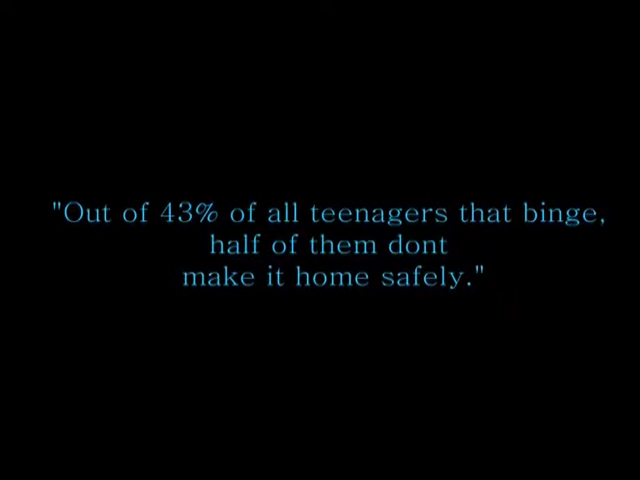 "Out of 43% of all teenagers that binge,
half of them dont
make it home safely."